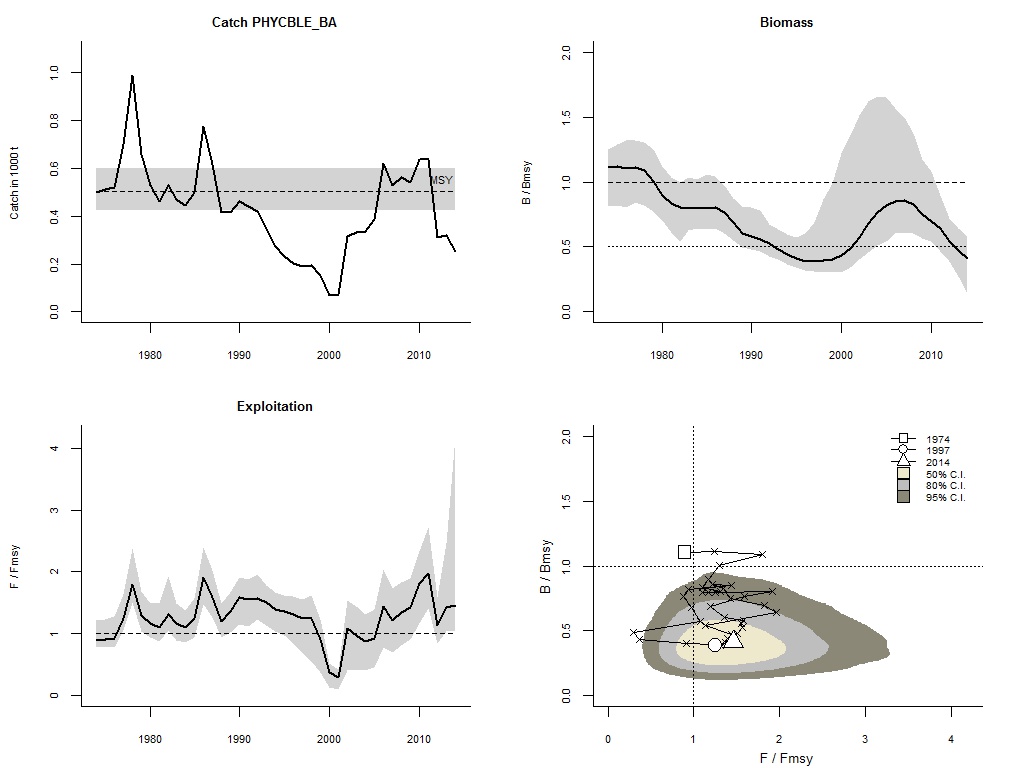 Catch PHYCBLE_BA
Catch in 1000 t
1.0
0.8
0.6
0.4
0.2
0.0
MSY
1980 1990 2000 2010
Biomass
B / Bmsy
2.0
1.5
1.0
0.5
0.0
1980 1990 2000 2010
Exploitation
F / Fmsy
4
3
2
1
0
1980 1990 2000 2010
B / Bmsy
2.0
1.5
1.0
0.5
0.0
1974
1997
2014
50% C.I.
80% C.I.
95% C.I.
0 1 2 3 4
F / Fmsy